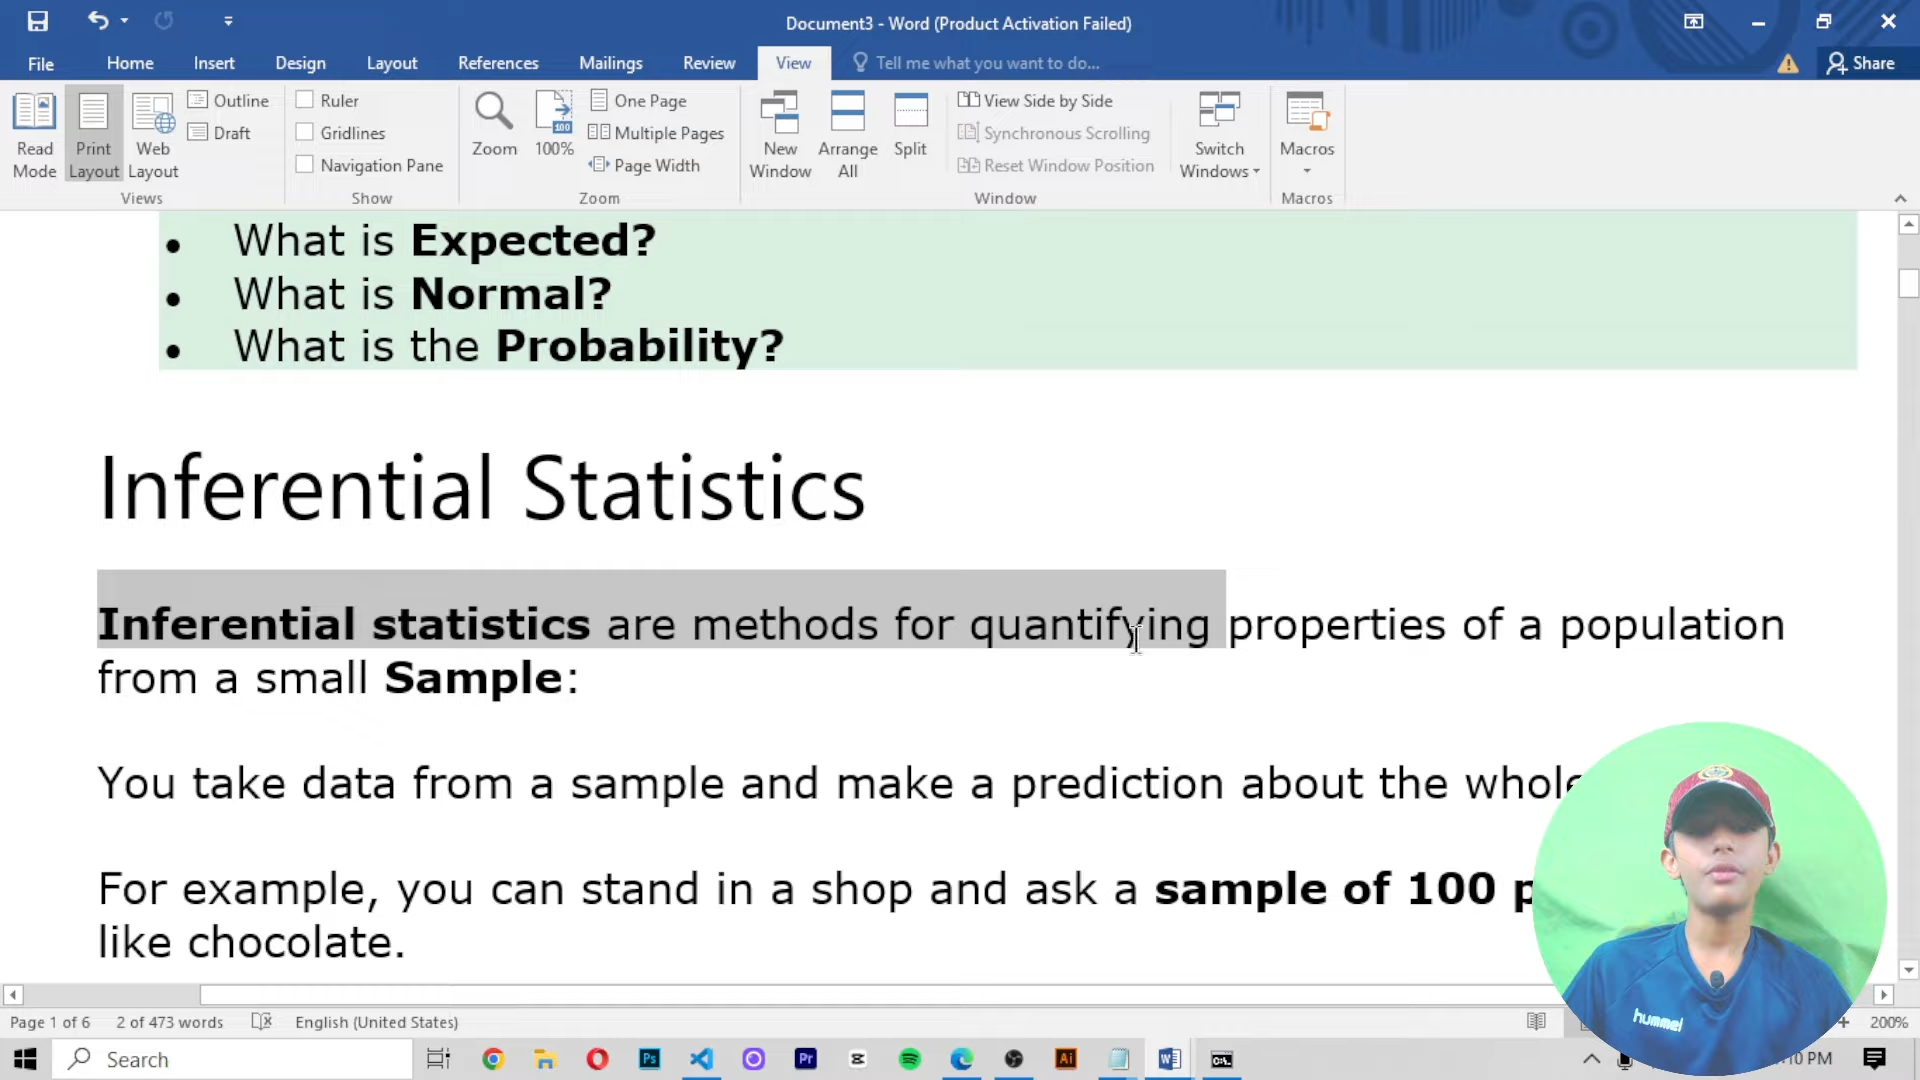 Document3 - Word (Product Activation Failed)
File Home Insert Design Layout References Mailings Review View Tell me what you want to do... Share
Read Mode
Print Layout
Web Layout
Outline
Draft
Views
Ruler
Gridlines
Navigation Pane
Show
Zoom
100
100%
One Page
Multiple Pages
Page Width
Zoom
New Window
Arrange All
Split
View Side by Side
Synchronous Scrolling
Reset Window Position
Window
Switch Windows
Macros
Macros
• What is Expected?
• What is Normal?
• What is the Probability?
Inferential Statistics
Inferential statistics are methods for quantifying properties of a population
from a small Sample:
You take data from a sample and make a prediction about the whole
For example, you can stand in a shop and ask a sample of 100 p
like chocolate.
hummel
Page 1 of 6 2 of 473 words English (United States) 200%
Search
Ps
Pr
Ai
10 PM